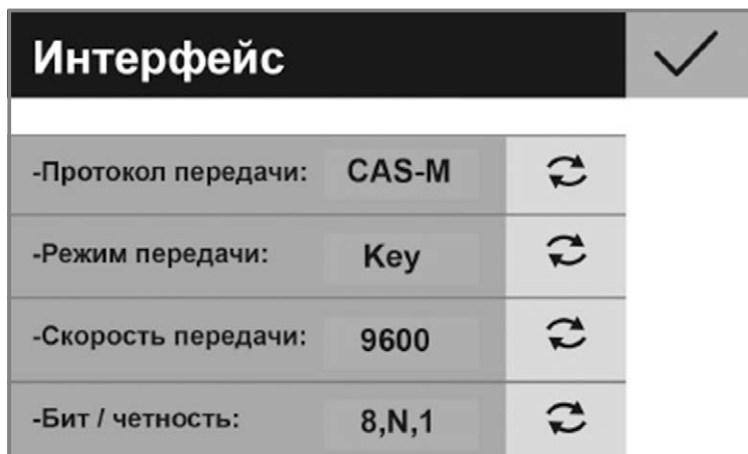 Интерфейс
-Протокол передачи: CAS-M
-Режим передачи: Key
-Скорость передачи: 9600
-Бит / четность: 8,N,1